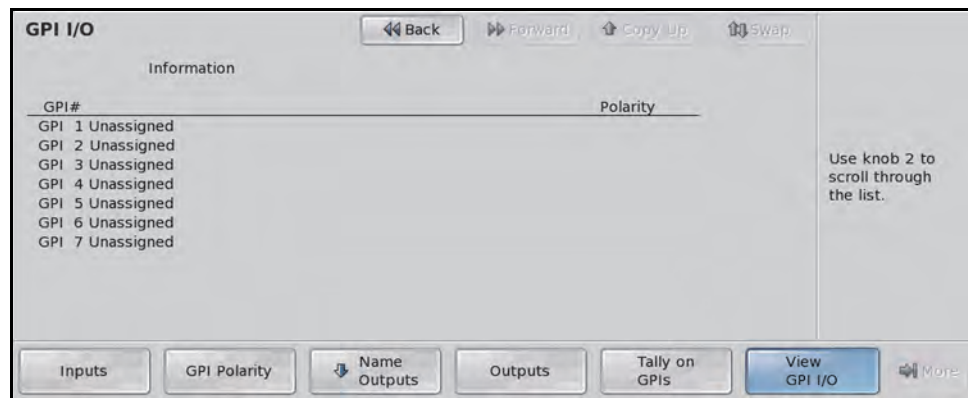 GPI I/O
Back
Forward
Copy Up
Swap
Information
GPI# Polarity
GPI 1 Unassigned
GPI 2 Unassigned
GPI 3 Unassigned
GPI 4 Unassigned
GPI 5 Unassigned
GPI 6 Unassigned
GPI 7 Unassigned
Use knob 2 to
scroll through
the list.
Inputs
GPI Polarity
Name
Outputs
Outputs
Tally on
GPIs
View
GPI I/O
More